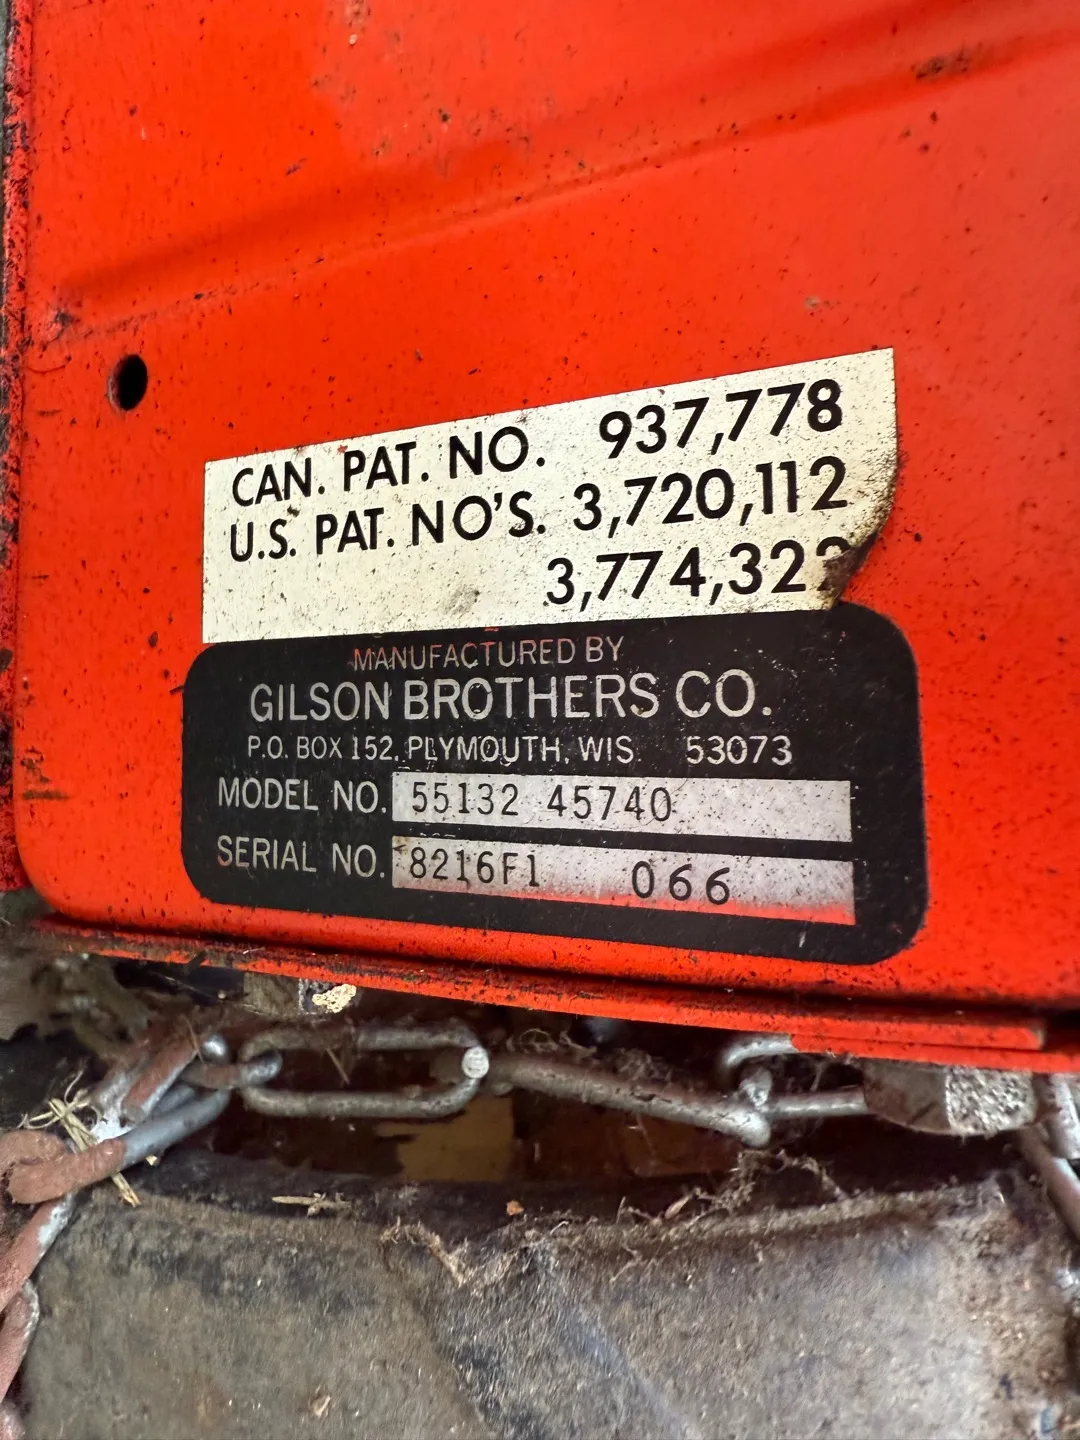 CAN. PAT. NO. 937,778
U.S. PAT. NO'S. 3,720,112
MANUFACTURED BY
GILSON BROTHERS CO.
P.O. BOX 152, PLYMOUTH, WIS. 53073
MODEL NO. 55132 45740
SERIAL NO. 8216F1 066